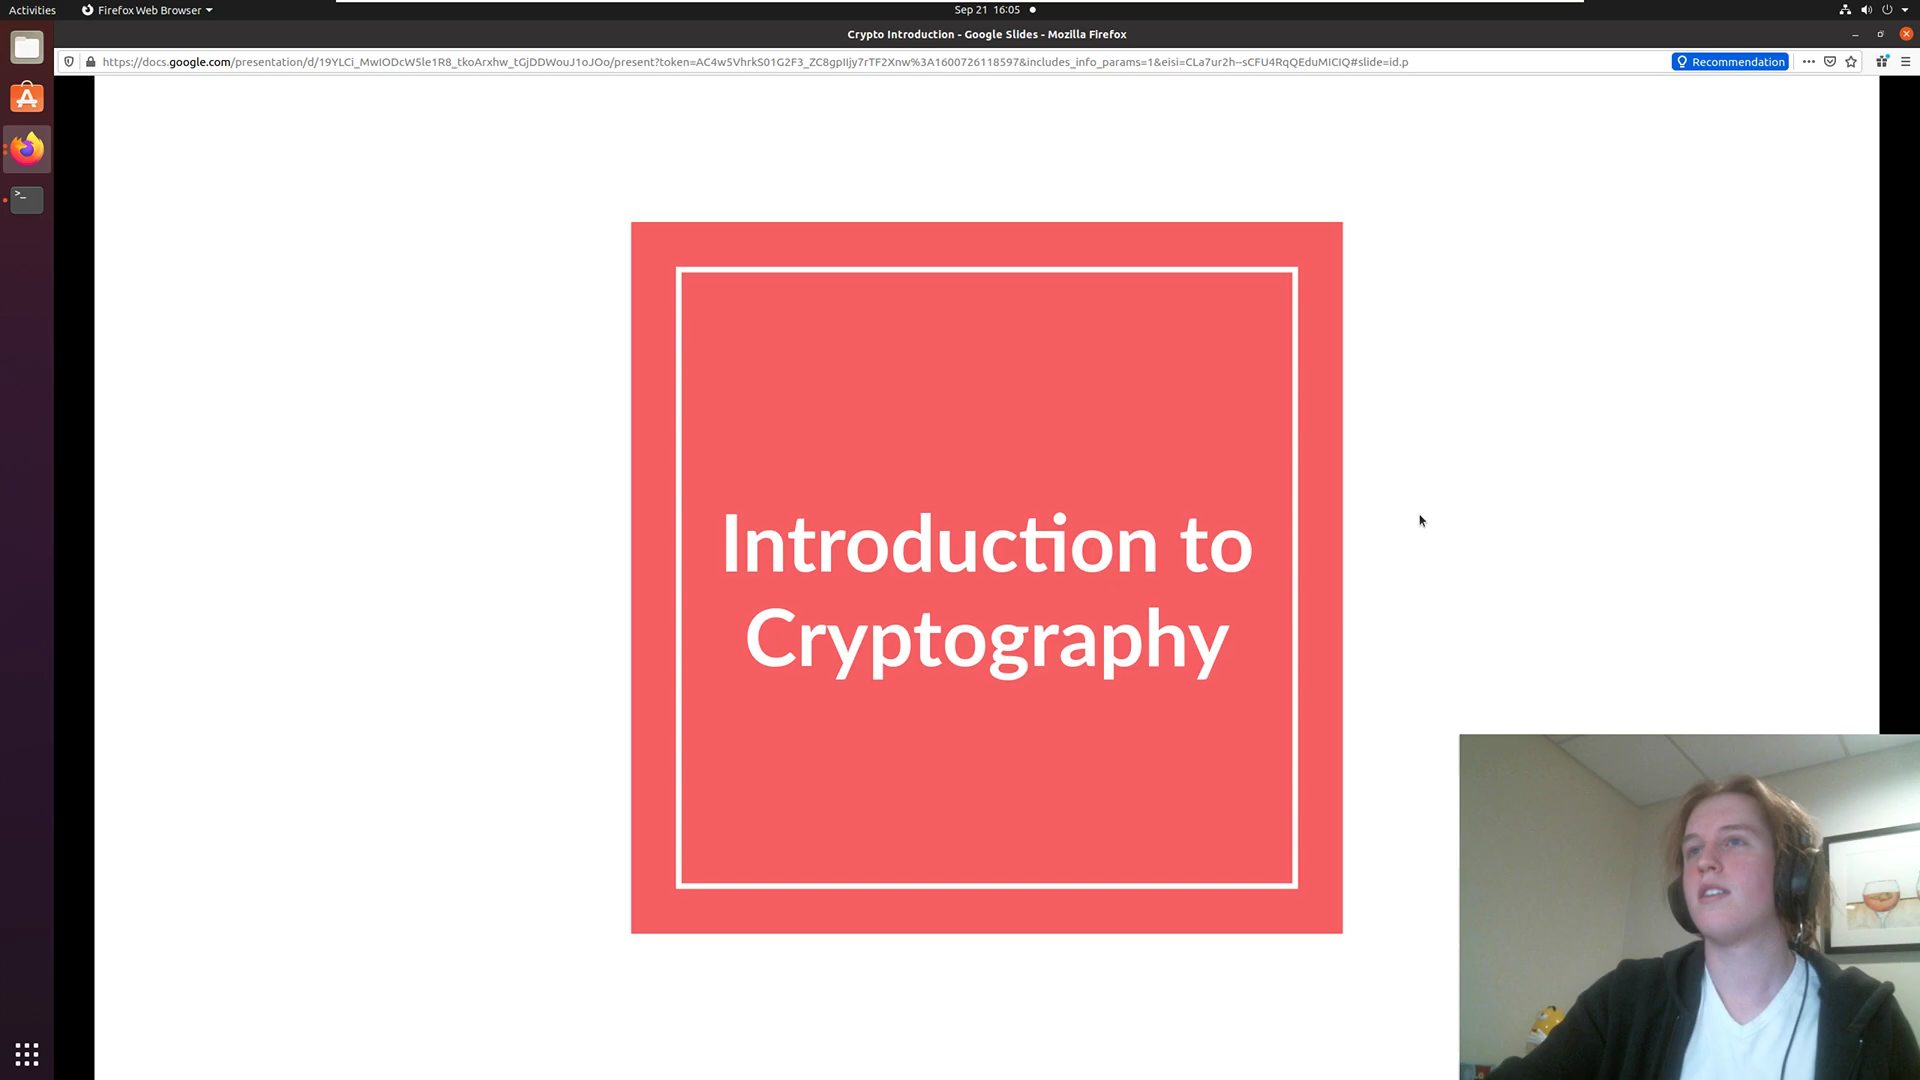 Activities
Firefox Web Browser
Sep 21 16:05
Crypto Introduction - Google Slides - Mozilla Firefox
https://docs.google.com/presentation/d/19YLCi_MwIODcW5le1R8_tkoArxhw_tGjDDWouJ1oJOo/present?token=AC4w5VhrkS01G2F3_ZC8gpIIjy7rTF2Xnw%3A1600726118597&includes_info_params=1&eisi=CLa7ur2h--sCFU4RqQEduMICIQ#slide=id.p
Recommendation
Introduction to
Cryptography